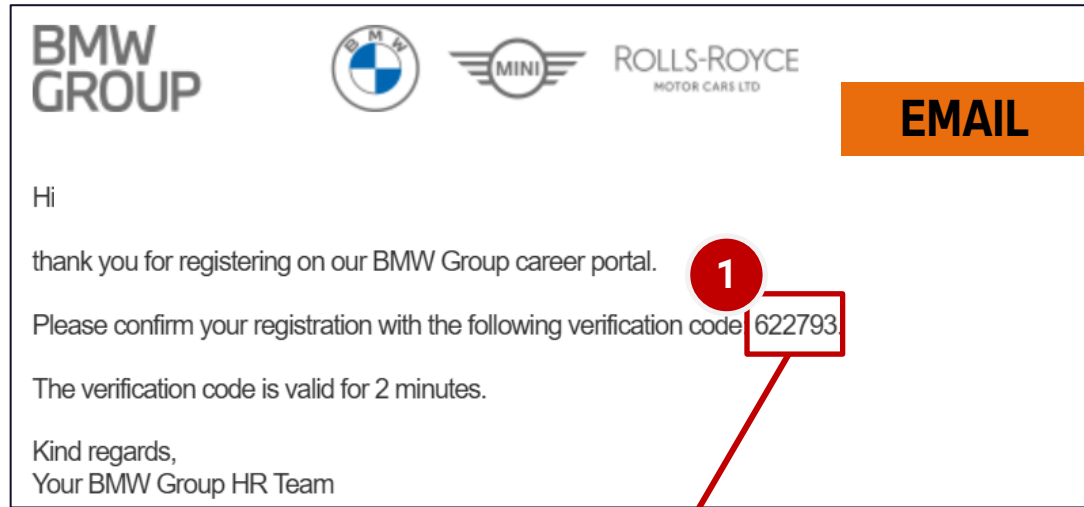 BMW
GROUP
BMW
MINI
ROLLS-ROYCE
MOTOR CARS LTD
EMAIL
Hi
thank you for registering on our BMW Group career portal.
1
Please confirm your registration with the following verification code: 622793.
The verification code is valid for 2 minutes.
Kind regards,
Your BMW Group HR Team